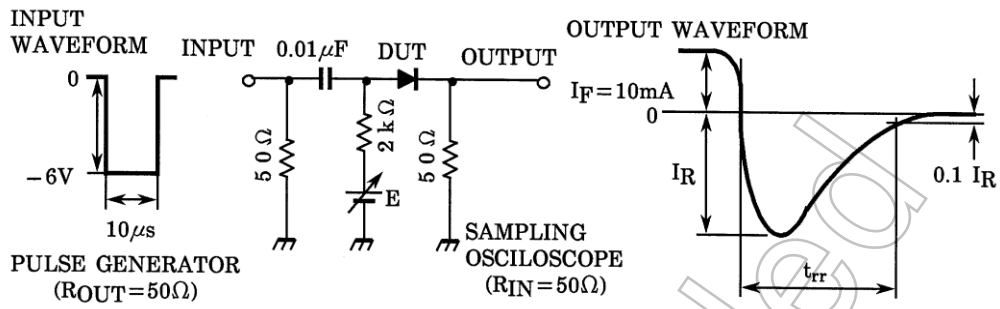 INPUT
WAVEFORM
0
−6V
10μs
PULSE GENERATOR
(ROUT=50Ω)
INPUT
0.01μF
DUT
OUTPUT
50Ω
2kΩ
E
50Ω
SAMPLING
OSCILOSCOPE
(RIN=50Ω)
OUTPUT WAVEFORM
IF=10mA
0
IR
0.1 IR
trr